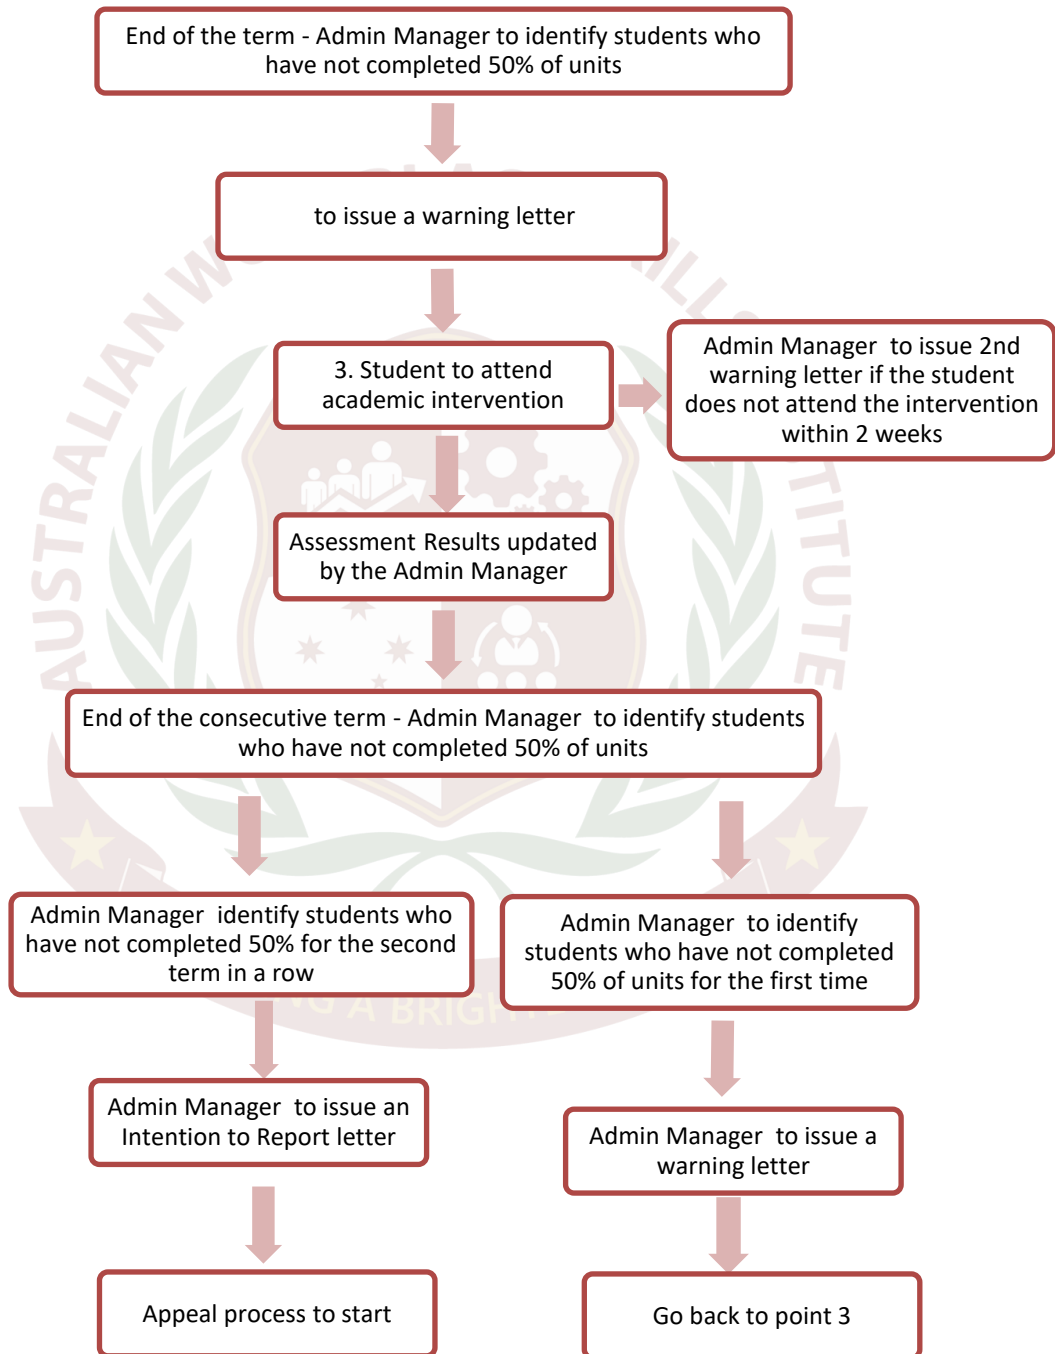 End of the term - Admin Manager to identify students who
have not completed 50% of units
to issue a warning letter
3. Student to attend
academic intervention
Admin Manager to issue 2nd
warning letter if the student
does not attend the intervention
within 2 weeks
Assessment Results updated
by the Admin Manager
End of the consecutive term - Admin Manager to identify students
who have not completed 50% of units
Admin Manager identify students who
have not completed 50% for the second
term in a row
Admin Manager to identify
students who have not completed
50% of units for the first time
Admin Manager to issue an
Intention to Report letter
Admin Manager to issue a
warning letter
Appeal process to start
Go back to point 3
AUSTRALIAN
A